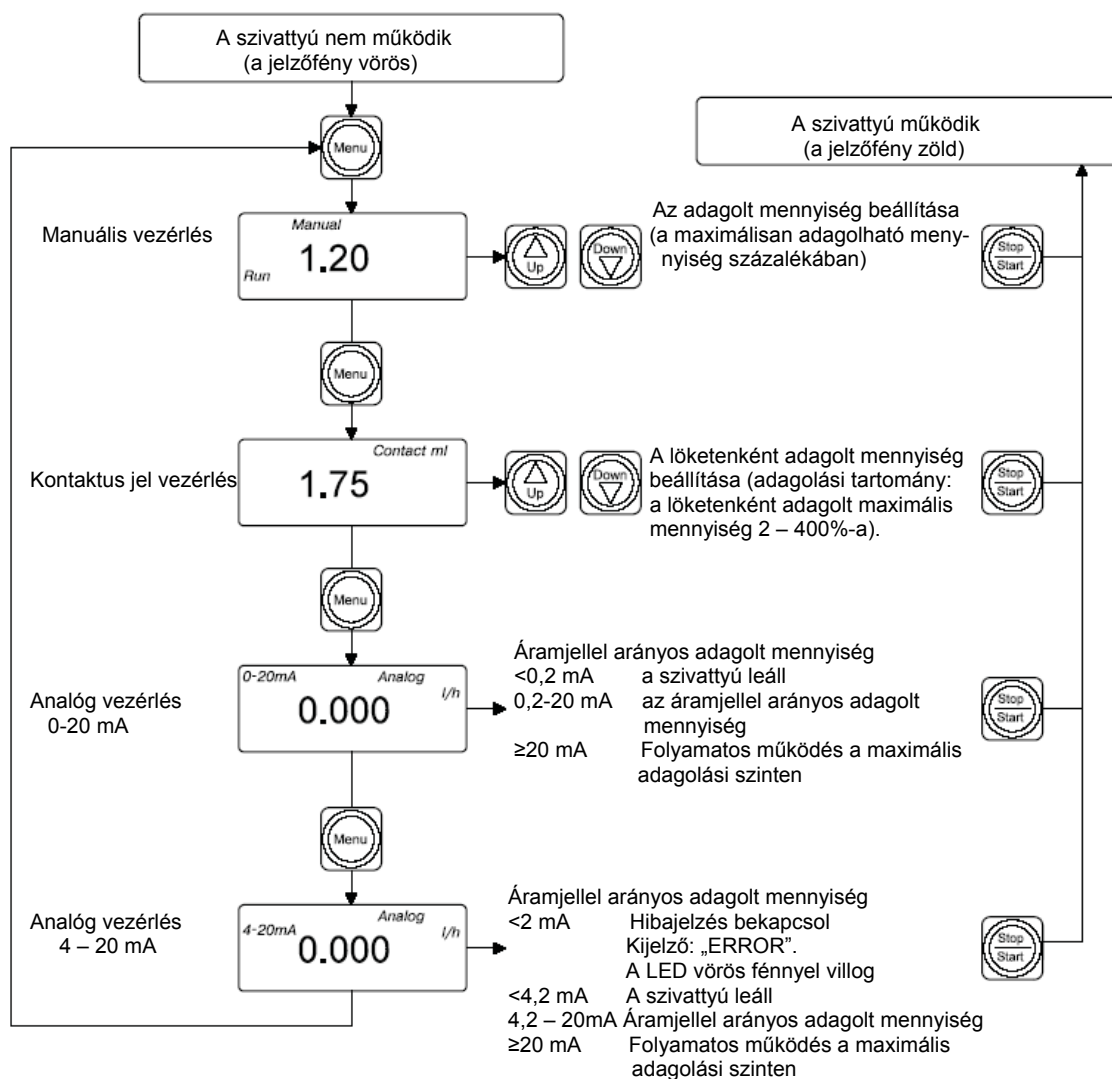 A szivattyú nem működik
(a jelzőfény vörös)
A szivattyú működik
(a jelzőfény zöld)
Menu
Manuális vezérlés
Manual
1.20
Run
Up
Down
Az adagolt mennyiség beállítása
(a maximálisan adagolható meny-
nyiség százalékában)
Stop
Start
Menu
Kontaktus jel vezérlés
Contact ml
1.75
Up
Down
A löketenként adagolt mennyiség
beállítása (adagolási tartomány:
a löketenként adagolt maximális
mennyiség 2 – 400%-a).
Stop
Start
Menu
Analóg vezérlés
0-20 mA
0-20mA Analog
l/h
0.000
Áramjellel arányos adagolt mennyiség
<0,2 mA a szivattyú leáll
0,2-20 mA az áramjellel arányos adagolt
mennyiség
≥20 mA Folyamatos működés a maximális
adagolási szinten
Stop
Start
Menu
Analóg vezérlés
4 – 20 mA
Analog
4-20mA l/h
0.000
Áramjellel arányos adagolt mennyiség
<2 mA Hibajelzés bekapcsol
Kijelző: „ERROR”.
A LED vörös fénnyel villog
<4,2 mA A szivattyú leáll
4,2 – 20mA Áramjellel arányos adagolt mennyiség
≥20 mA Folyamatos működés a maximális
adagolási szinten
Stop
Start